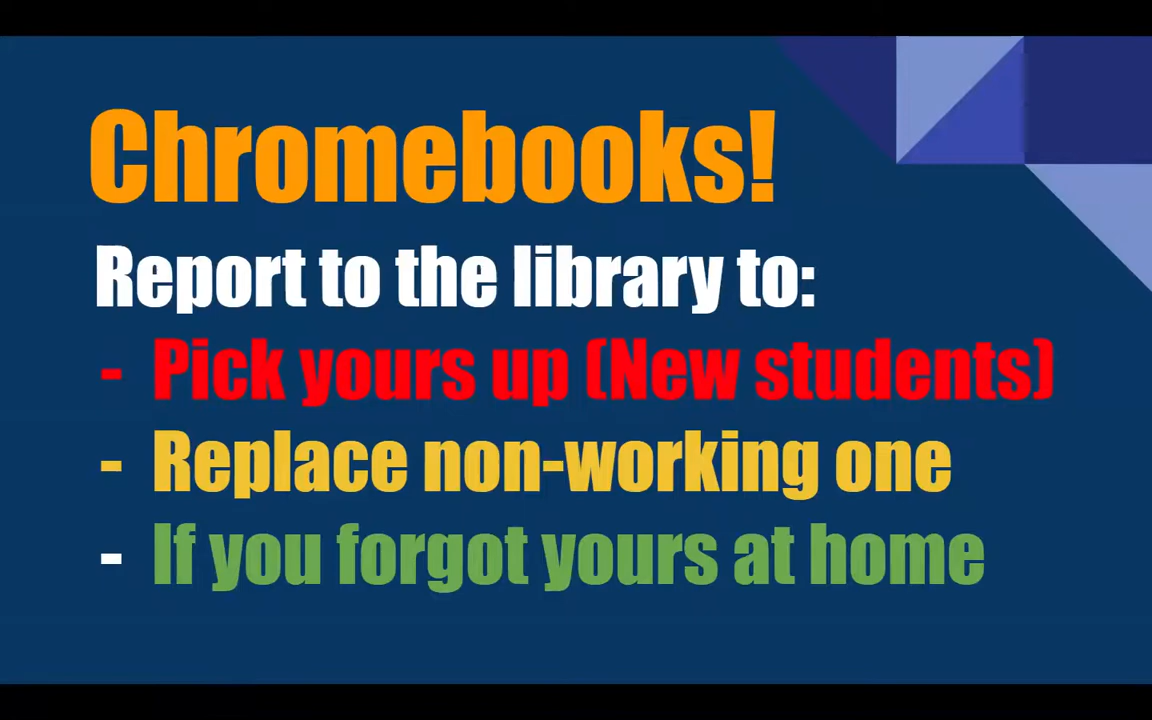 Chromebooks!
Report to the library to:
- Pick yours up (New students)
- Replace non-working one
- If you forgot yours at home